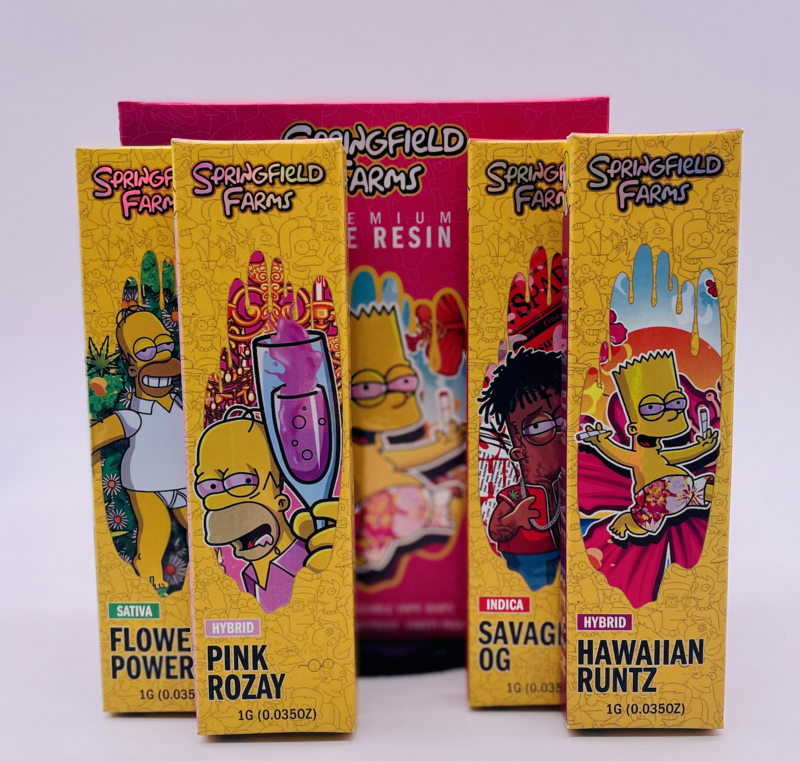 SPRINGFIELD
FARMS
SATIVA
FLOWE
POWER
1G (0.035
SPRINGFIELD
FARMS
HYBRID
PINK
ROZAY
1G (0.035OZ)
SPRINGFIELD
FARMS
EMIUM
E RESIN
SPRINGFIELD
FARMS
INDICA
SAVAG
OG
1G (0.035
SPRINGFIELD
FARMS
HYBRID
HAWAIIAN
RUNTZ
1G (0.035OZ)